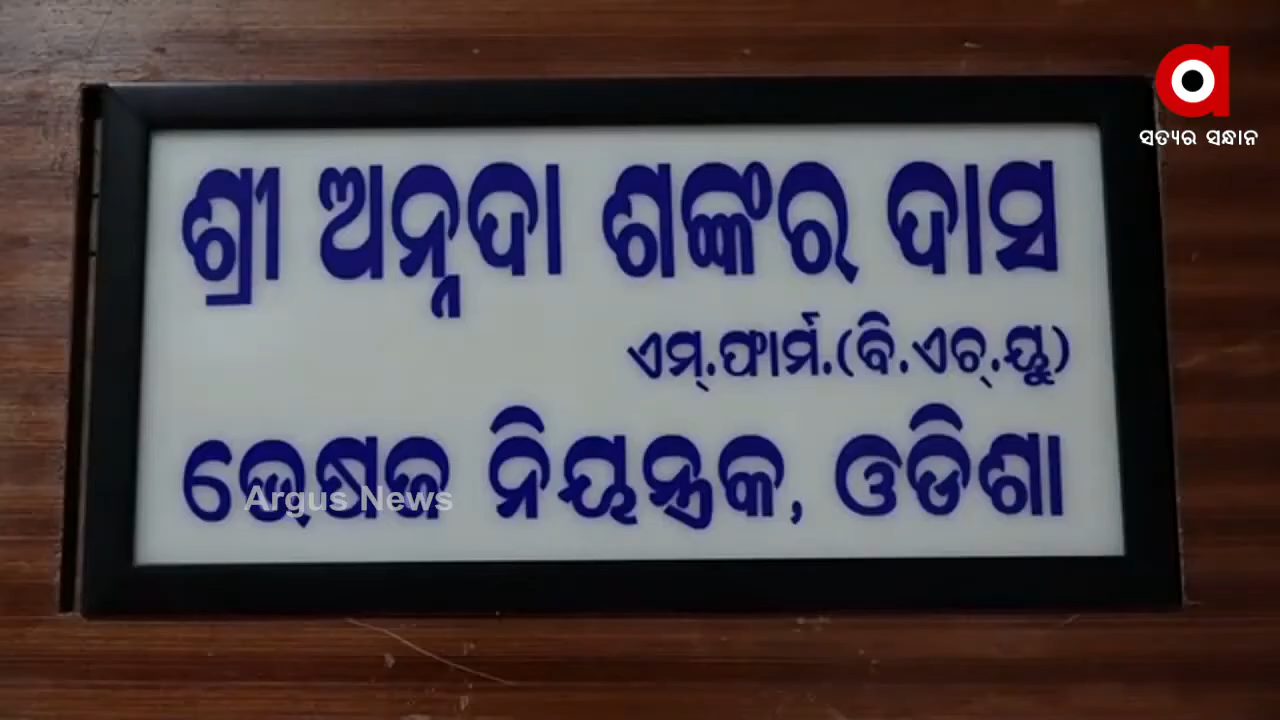 ସତ୍ୟର ସନ୍ଧାନ
ଶ୍ରୀ ଅନ୍ନଦା ଶଙ୍କର ଦାସ
ଏମ୍.ଫାର୍ମ.(ବି.ଏଚ୍.ୟୁ)
ଭେଷଜ ନିୟନ୍ତ୍ରକ, ଓଡିଶା
Argus News